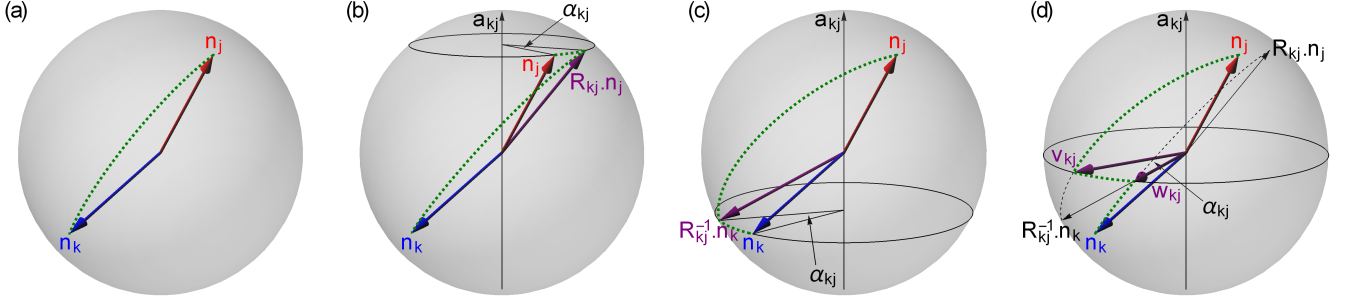 (a)
n_j
n_k
(b)
a_kj
α_kj
n_j
R_kj.n_j
n_k
(c)
a_kj
n_j
R_kj^-1.n_k
n_k
α_kj
(d)
a_kj
n_j
R_kj.n_j
v_kj
w_kj
α_kj
R_kj^-1.n_k
n_k